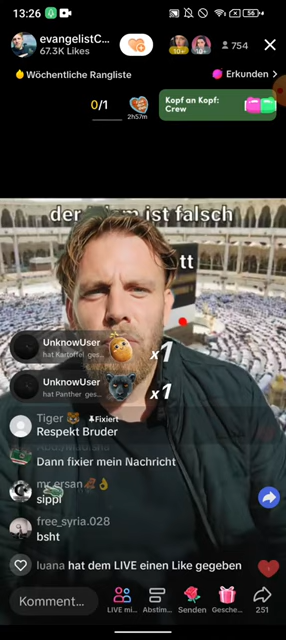 13:26
56
evangelistC...
67.3K Likes
10+
10+
754
Wöchentliche Rangliste
Erkunden
0/1
2h57m
Kopf an Kopf:
Crew
ist falsch
tt
UnknowUser
hat Kartoffel ges...
x1
UnknowUser
hat Panther ges...
x1
Tiger
Fixiert
Respekt Bruder
Dann fixier mein Nachricht
mr.ersan
sippi
free_syria.028
bsht
luana hat dem LIVE einen Like gegeben
Komment...
LIVE mi...
Abstim...
Senden
Gesche...
251